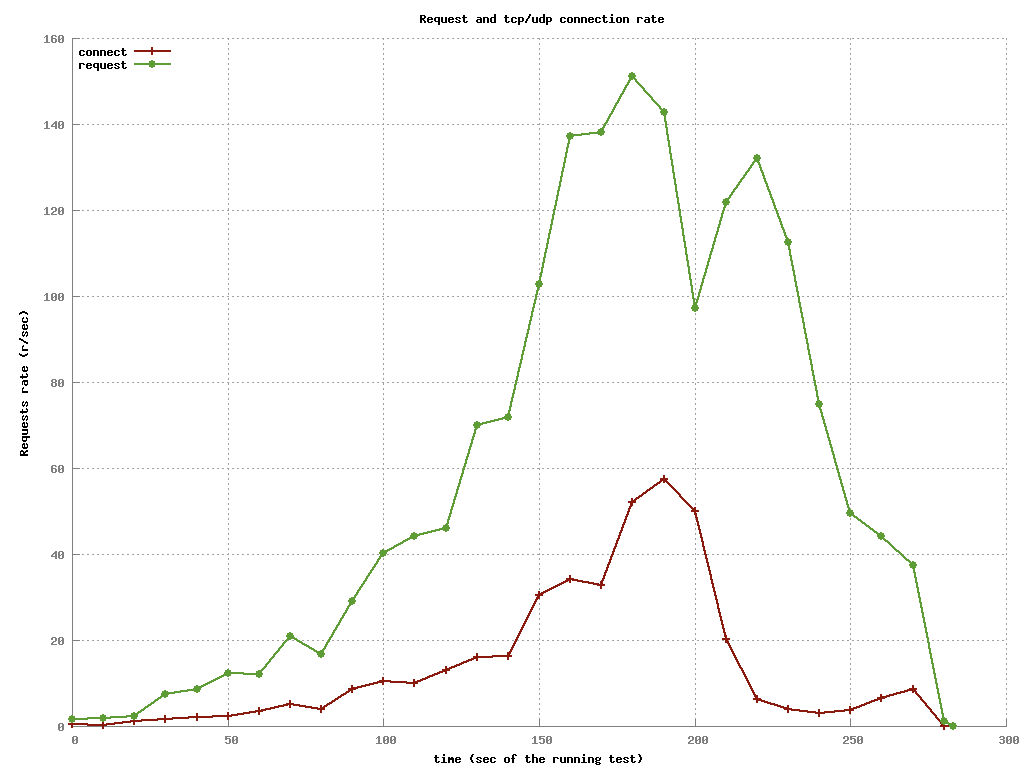 Request and tcp/udp connection rate
160
connect
request
140
120
100
80
60
40
20
0
Requests rate (r/sec)
0 50 100 150 200 250 300
time (sec of the running test)